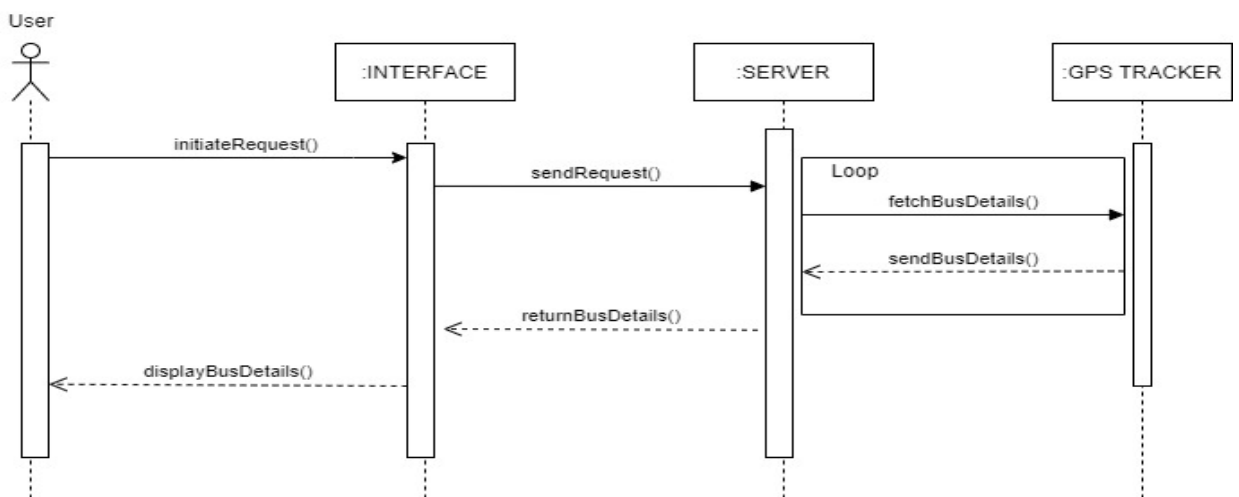 User
:INTERFACE
:SERVER
:GPS TRACKER
initiateRequest()
sendRequest()
Loop
fetchBusDetails()
sendBusDetails()
returnBusDetails()
displayBusDetails()